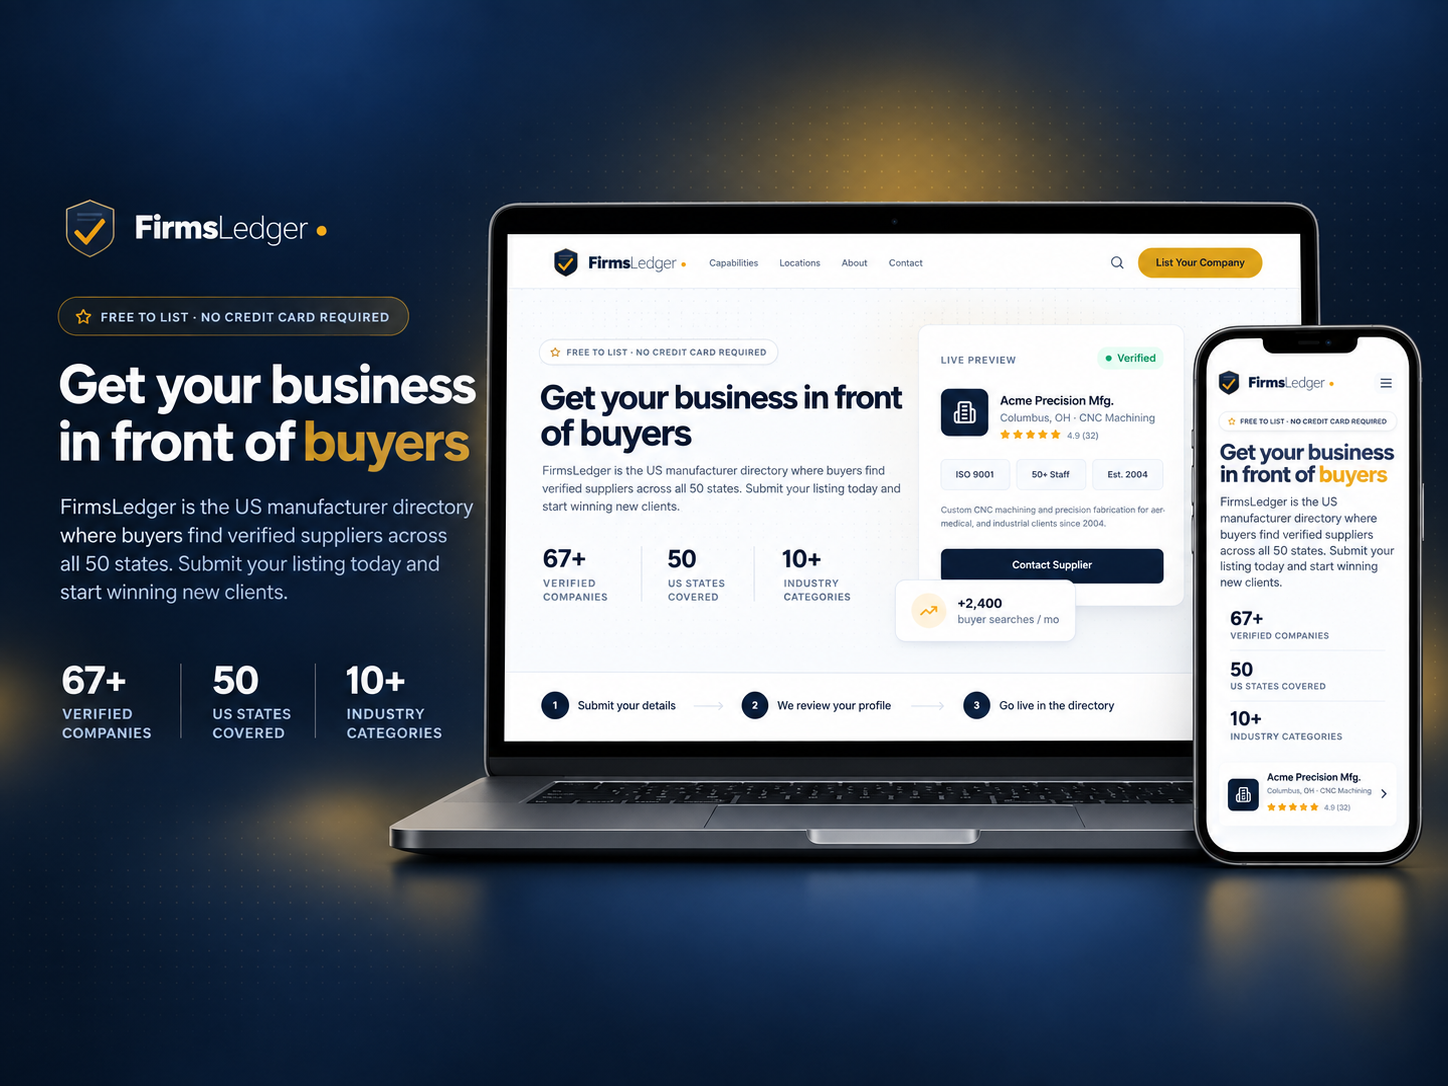 FirmsLedger
FREE TO LIST · NO CREDIT CARD REQUIRED
Get your business
in front of buyers
FirmsLedger is the US manufacturer directory
where buyers find verified suppliers across
all 50 states. Submit your listing today and
start winning new clients.
67+
VERIFIED
COMPANIES
50
US STATES
COVERED
10+
INDUSTRY
CATEGORIES
FirmsLedger
Capabilities
Locations
About
Contact
List Your Company
FREE TO LIST · NO CREDIT CARD REQUIRED
Get your business in front
of buyers
FirmsLedger is the US manufacturer directory where buyers find
verified suppliers across all 50 states. Submit your listing today and
start winning new clients.
67+
VERIFIED
COMPANIES
50
US STATES
COVERED
10+
INDUSTRY
CATEGORIES
LIVE PREVIEW
Verified
Acme Precision Mfg.
Columbus, OH · CNC Machining
4.9 (32)
ISO 9001
50+ Staff
Est. 2004
Custom CNC machining and precision fabrication for aer-
medical, and industrial clients since 2004.
Contact Supplier
+2,400
buyer searches / mo
1 Submit your details
2 We review your profile
3 Go live in the directory
FirmsLedger
FREE TO LIST · NO CREDIT CARD REQUIRED
Get your business
in front of buyers
FirmsLedger is the US
manufacturer directory where
buyers find verified suppliers
across all 50 states. Submit your
listing today and start winning
new clients.
67+
VERIFIED COMPANIES
50
US STATES COVERED
10+
INDUSTRY CATEGORIES
Acme Precision Mfg.
Columbus, OH · CNC Machining
4.9 (32)